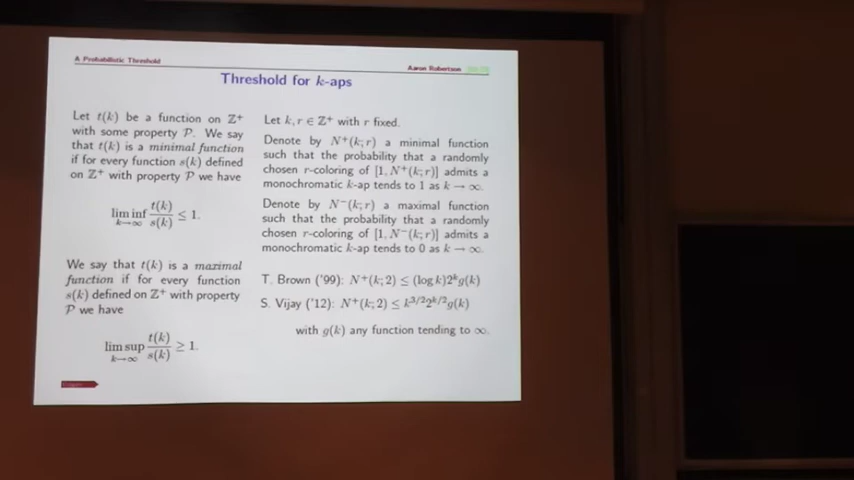 A Probabilistic Threshold
Aaron Robertson
Threshold for k-aps
Let t(k) be a function on ℤ⁺
with some property 𝒫. We say
that t(k) is a minimal function
if for every function s(k) defined
on ℤ⁺ with property 𝒫 we have
lim inf t(k)/s(k) ≤ 1.
k→∞
We say that t(k) is a maximal
function if for every function
s(k) defined on ℤ⁺ with property
𝒫 we have
lim sup t(k)/s(k) ≥ 1.
k→∞
Let k, r ∈ ℤ⁺ with r fixed.
Denote by N⁺(k; r) a minimal function
such that the probability that a randomly
chosen r-coloring of [1, N⁺(k; r)] admits a
monochromatic k-ap tends to 1 as k → ∞.
Denote by N⁻(k; r) a maximal function
such that the probability that a randomly
chosen r-coloring of [1, N⁻(k; r)] admits a
monochromatic k-ap tends to 0 as k → ∞.
T. Brown ('99): N⁺(k; 2) ≤ (log k)2ᵏg(k)
S. Vijay ('12): N⁺(k; 2) ≤ k^{3/2}2^{k/2}g(k)
with g(k) any function tending to ∞.